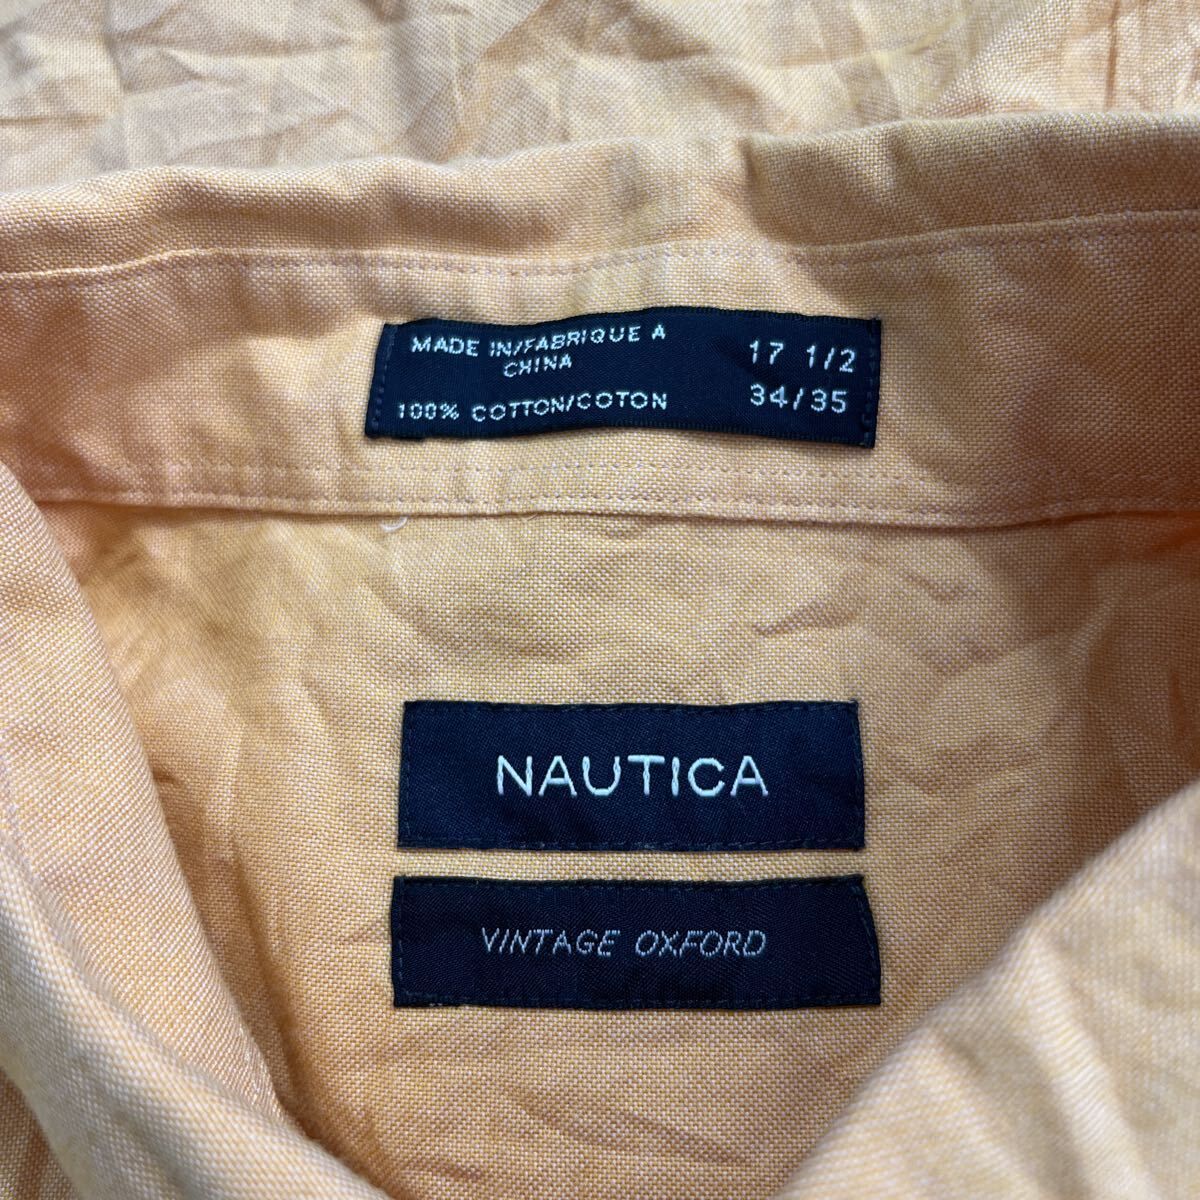 MADE IN/FABRIQUE A
CHINA
100% COTTON/COTON
17 1/2
34/35
NAUTICA
VINTAGE OXFORD